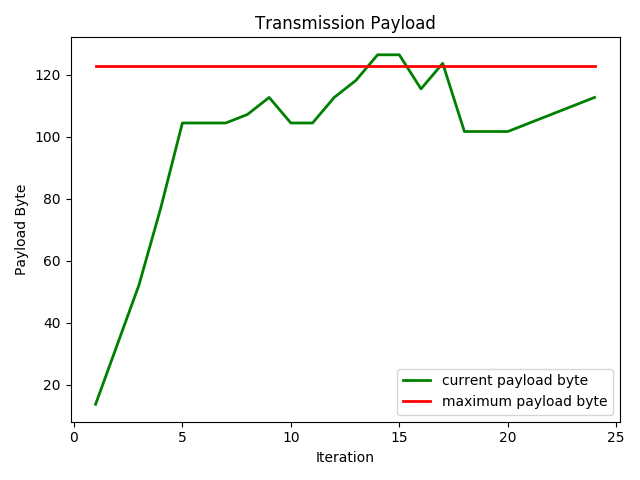 Transmission Payload
Payload Byte
120
100
80
60
40
20
0
5
10
15
20
25
Iteration
current payload byte
maximum payload byte